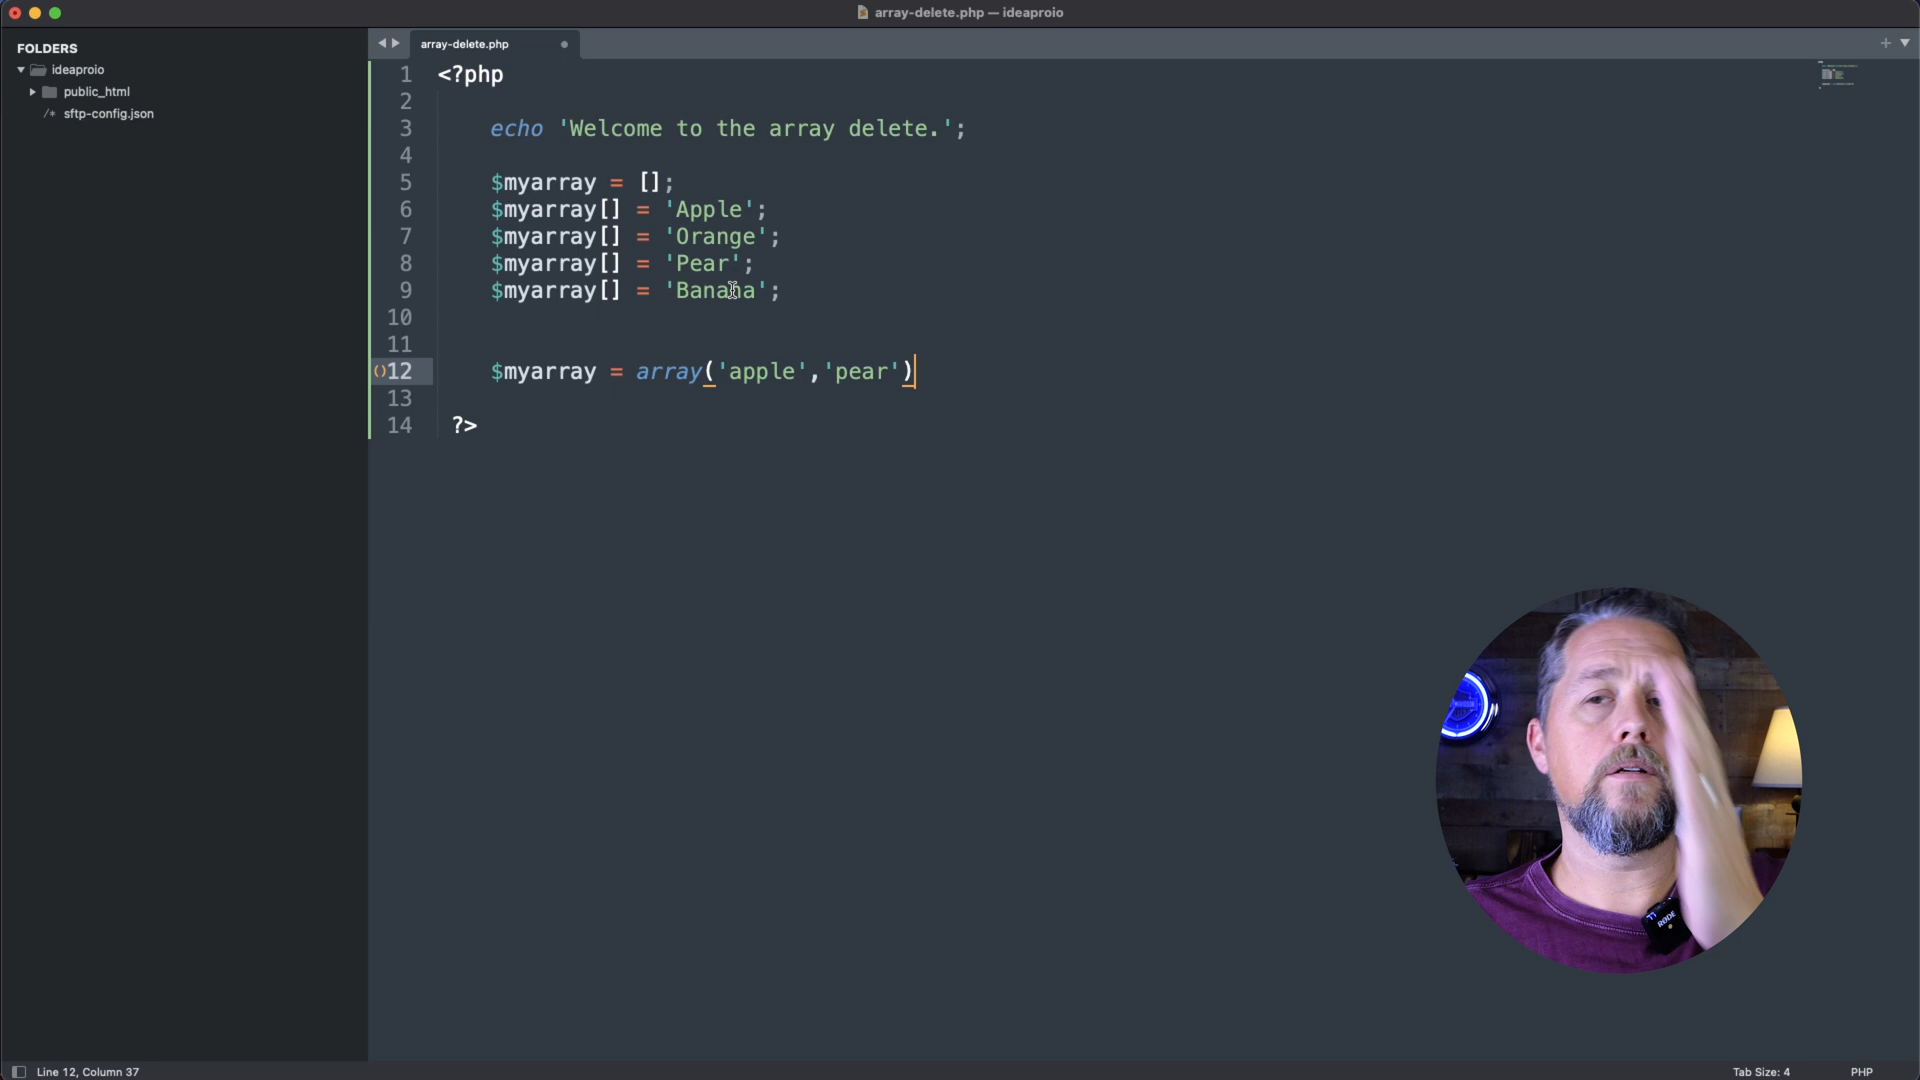 array-delete.php — ideaproio
FOLDERS
ideaproio
public_html
/* sftp-config.json
array-delete.php
1 <?php
2
3 echo 'Welcome to the array delete.';
4
5 $myarray = [];
6 $myarray[] = 'Apple';
7 $myarray[] = 'Orange';
8 $myarray[] = 'Pear';
9 $myarray[] = 'Banana';
10
11
()12 $myarray = array('apple','pear')
13
14 ?>
RØDE
Line 12, Column 37
Tab Size: 4
PHP